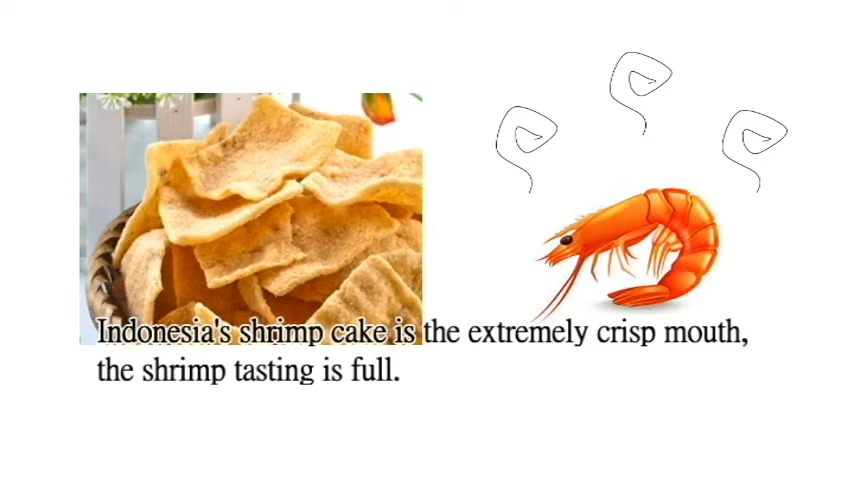 Indonesia's shrimp cake is the extremely crisp mouth,
the shrimp tasting is full.